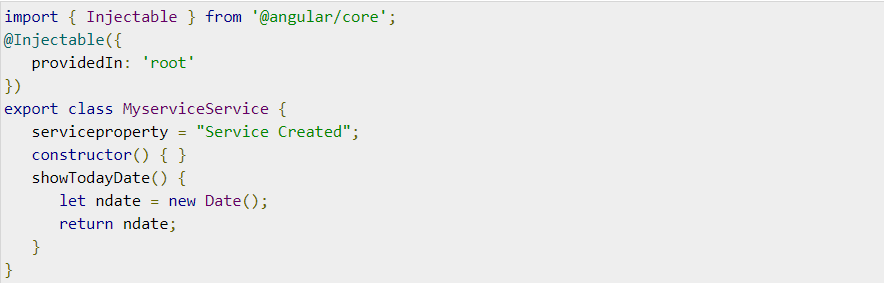 import { Injectable } from '@angular/core';
@Injectable({
   providedIn: 'root'
})
export class MyserviceService {
   serviceproperty = "Service Created";
   constructor() { }
   showTodayDate() {
      let ndate = new Date();
      return ndate;
   }
}